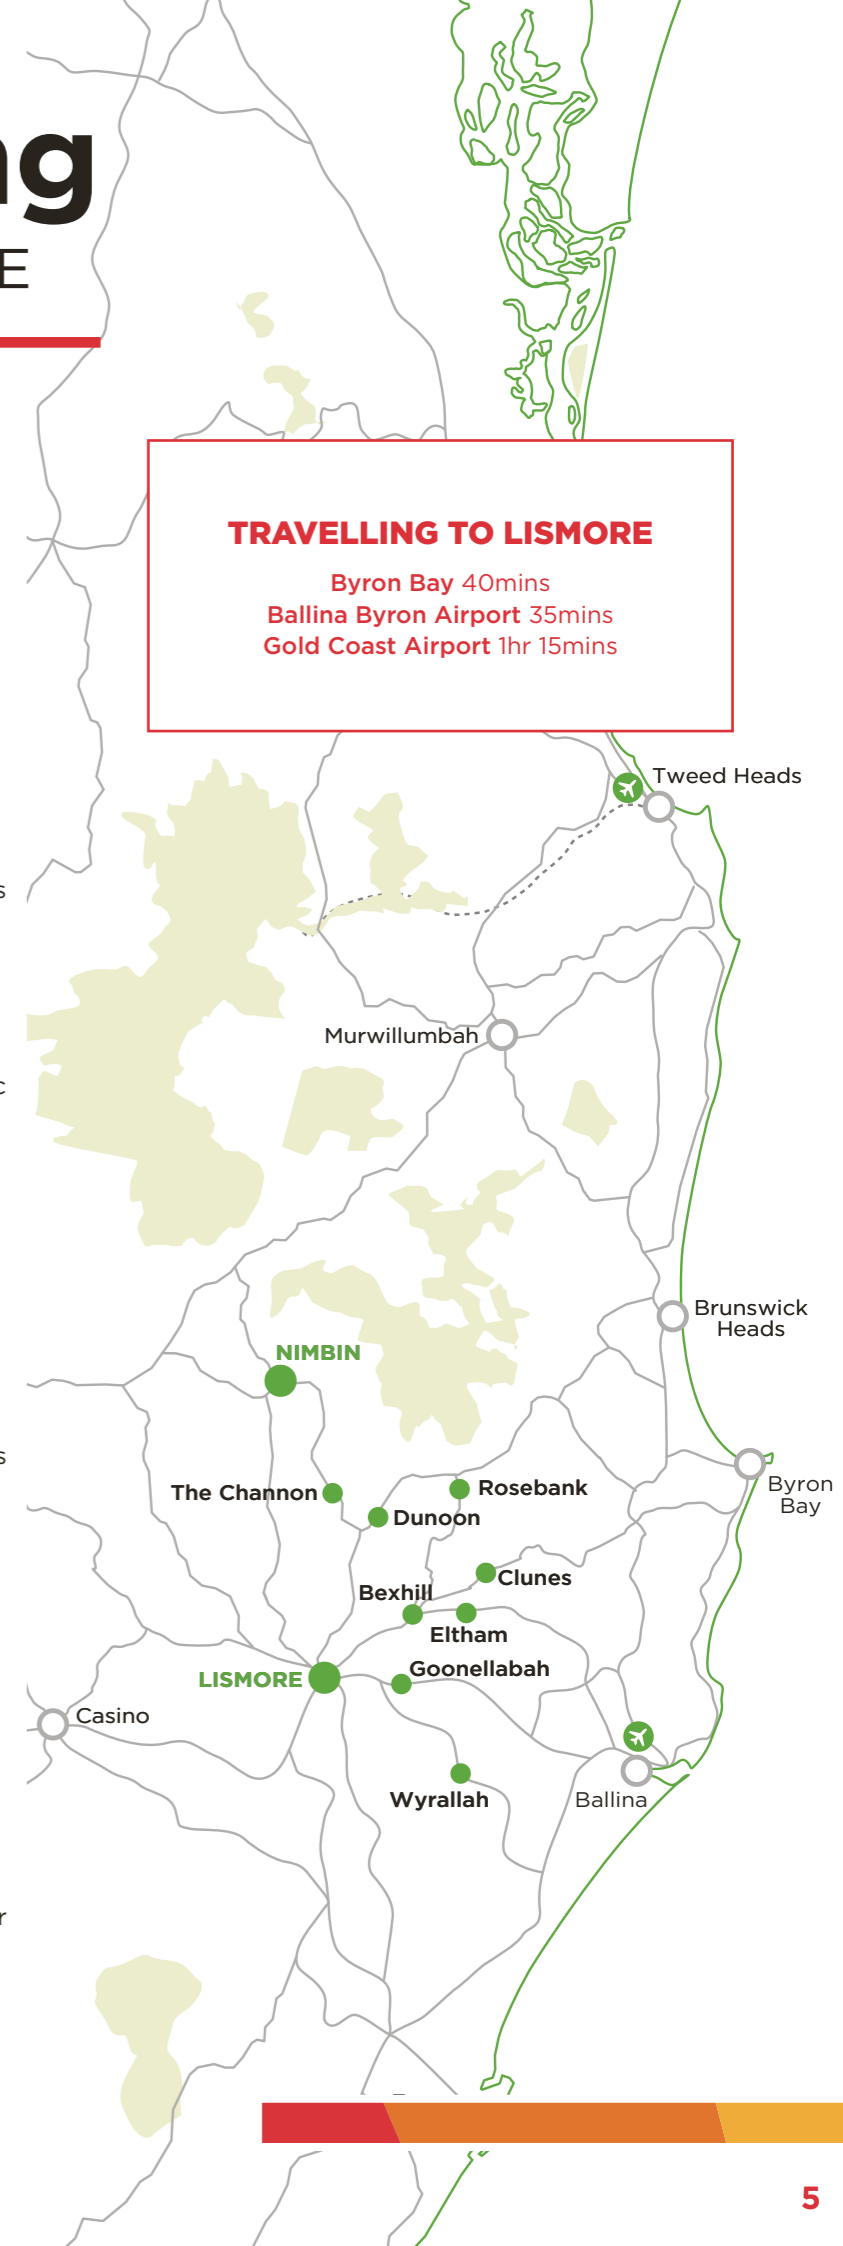 ng
E
TRAVELLING TO LISMORE
Byron Bay 40mins
Ballina Byron Airport 35mins
Gold Coast Airport 1hr 15mins
Tweed Heads
s
Murwillumbah
c
Brunswick
Heads
NIMBIN
s
Byron
Bay
The Channon
Rosebank
Dunoon
Clunes
Bexhill
Eltham
Goonellabah
LISMORE
Casino
Wyrallah
Ballina
r
5